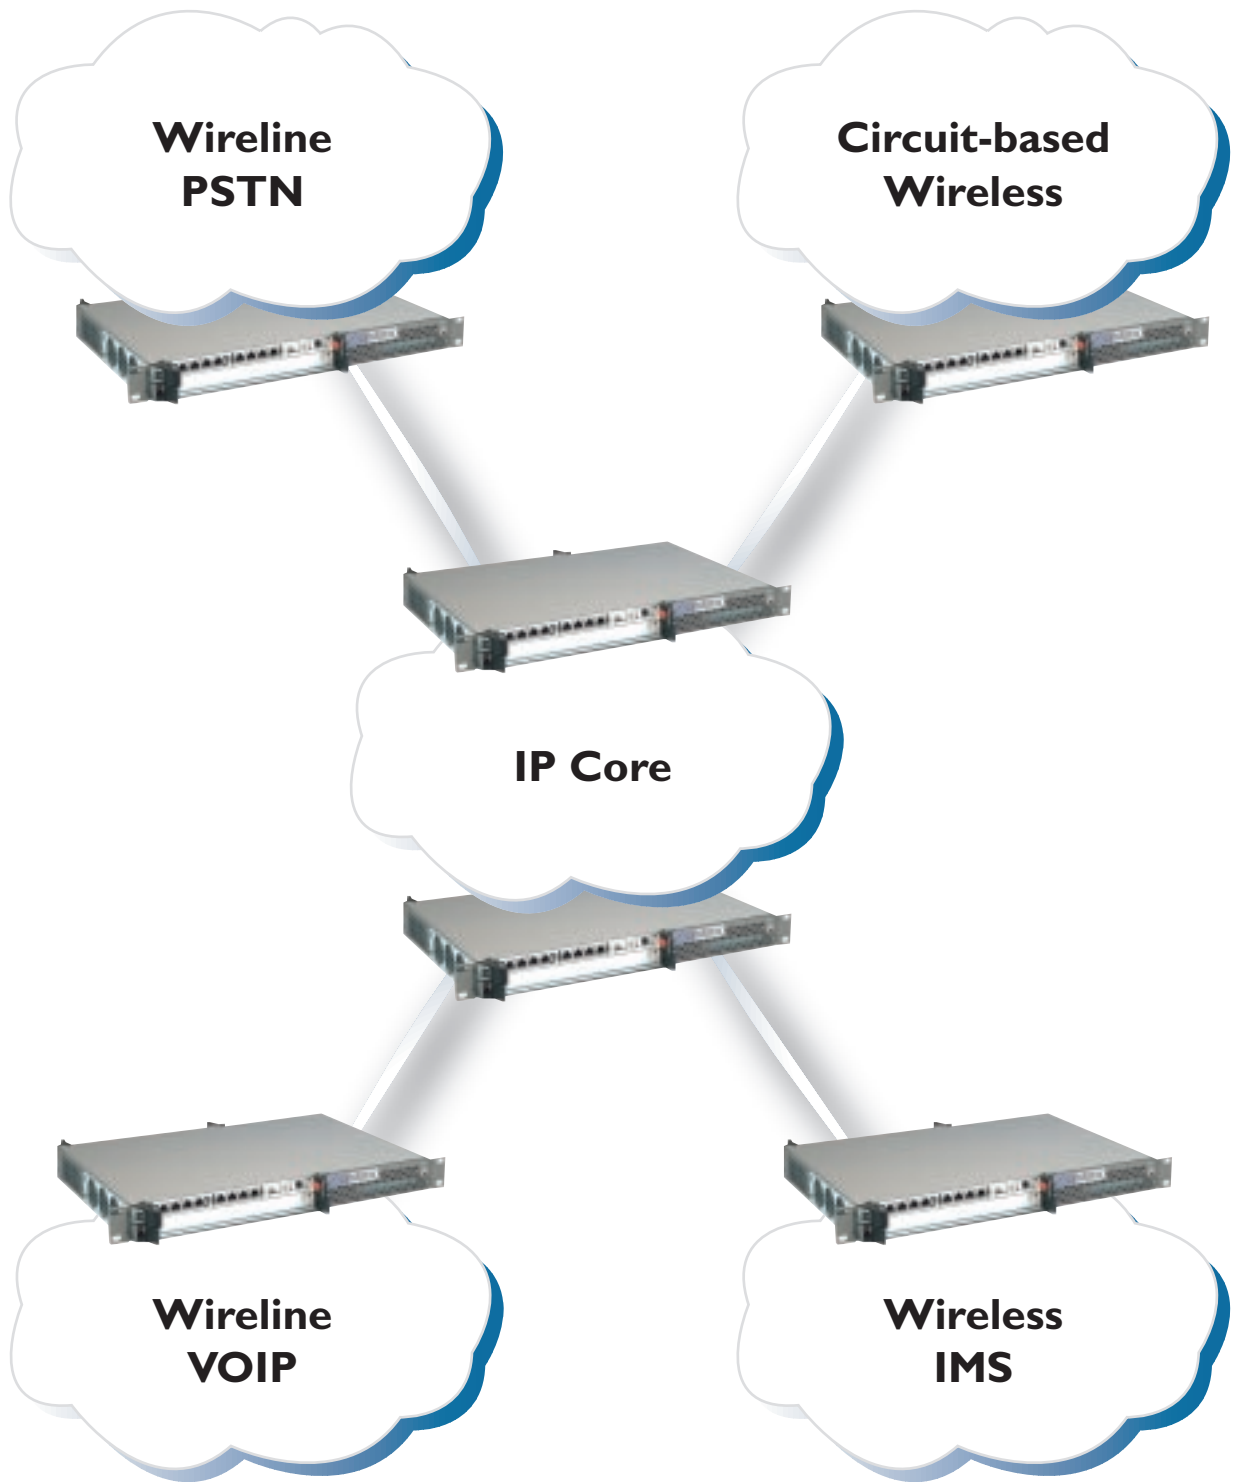 Wireline
PSTN
Circuit-based
Wireless
IP Core
Wireline
VOIP
Wireless
IMS